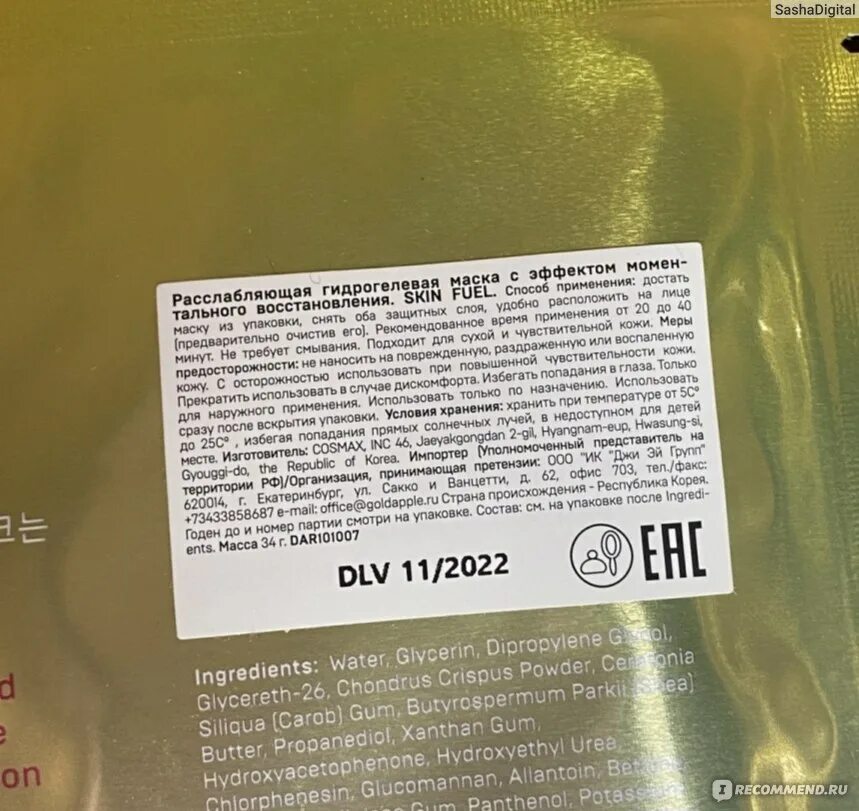 SashaDigital
Расслабляющая гидрогелевая маска с эффектом момен-
тального восстановления. SKIN FUEL. Способ применения: достать
маску из упаковки, снять оба защитных слоя, удобно расположить на лице
(предварительно очистив его). Рекомендованное время применения от 20 до 40
минут. Не требует смывания. Подходит для сухой и чувствительной кожи. Меры
предосторожности: не наносить на поврежденную, раздраженную или воспаленную
кожу. С осторожностью использовать при повышенной чувствительности кожи.
Прекратить использовать в случае дискомфорта. Избегать попадания в глаза. Только
для наружного применения. Использовать только по назначению. Использовать
сразу после вскрытия упаковки. Условия хранения: хранить при температуре от 5C°
до 25C° , избегая попадания прямых солнечных лучей, в недоступном для детей
месте. Изготовитель: COSMAX, INC 46, Jaeyakgongdan 2-gil, Hyangnam-eup, Hwasung-si,
Gyouggi-do, the Republic of Korea. Импортер (Уполномоченный представитель на
территории РФ)/Организация, принимающая претензии: ООО "ИК "Джи Эй Групп"
620014, г. Екатеринбург, ул. Сакко и Ванцетти, д. 62, офис 703, тел./факс:
+73433858687 e-mail: office@goldapple.ru Страна происхождения - Республика Корея.
Годен до и номер партии смотри на упаковке. Состав: см. на упаковке после Ingredi-
ents. Масса 34 г. DAR101007
DLV 11/2022
EAC
크는
d
e
on
Ingredients: Water, Glycerin, Dipropylene Glycol,
Glycereth-26, Chondrus Crispus Powder, Ceratonia
Siliqua (Carob) Gum, Butyrospermum Parkii (Shea)
Butter, Propanediol, Xanthan Gum,
Hydroxyacetophenone, Hydroxyethyl Urea,
Chlorphenesin, Glucomannan, Allantoin,
Gum, Panthenol,
IRECOMMEND.RU